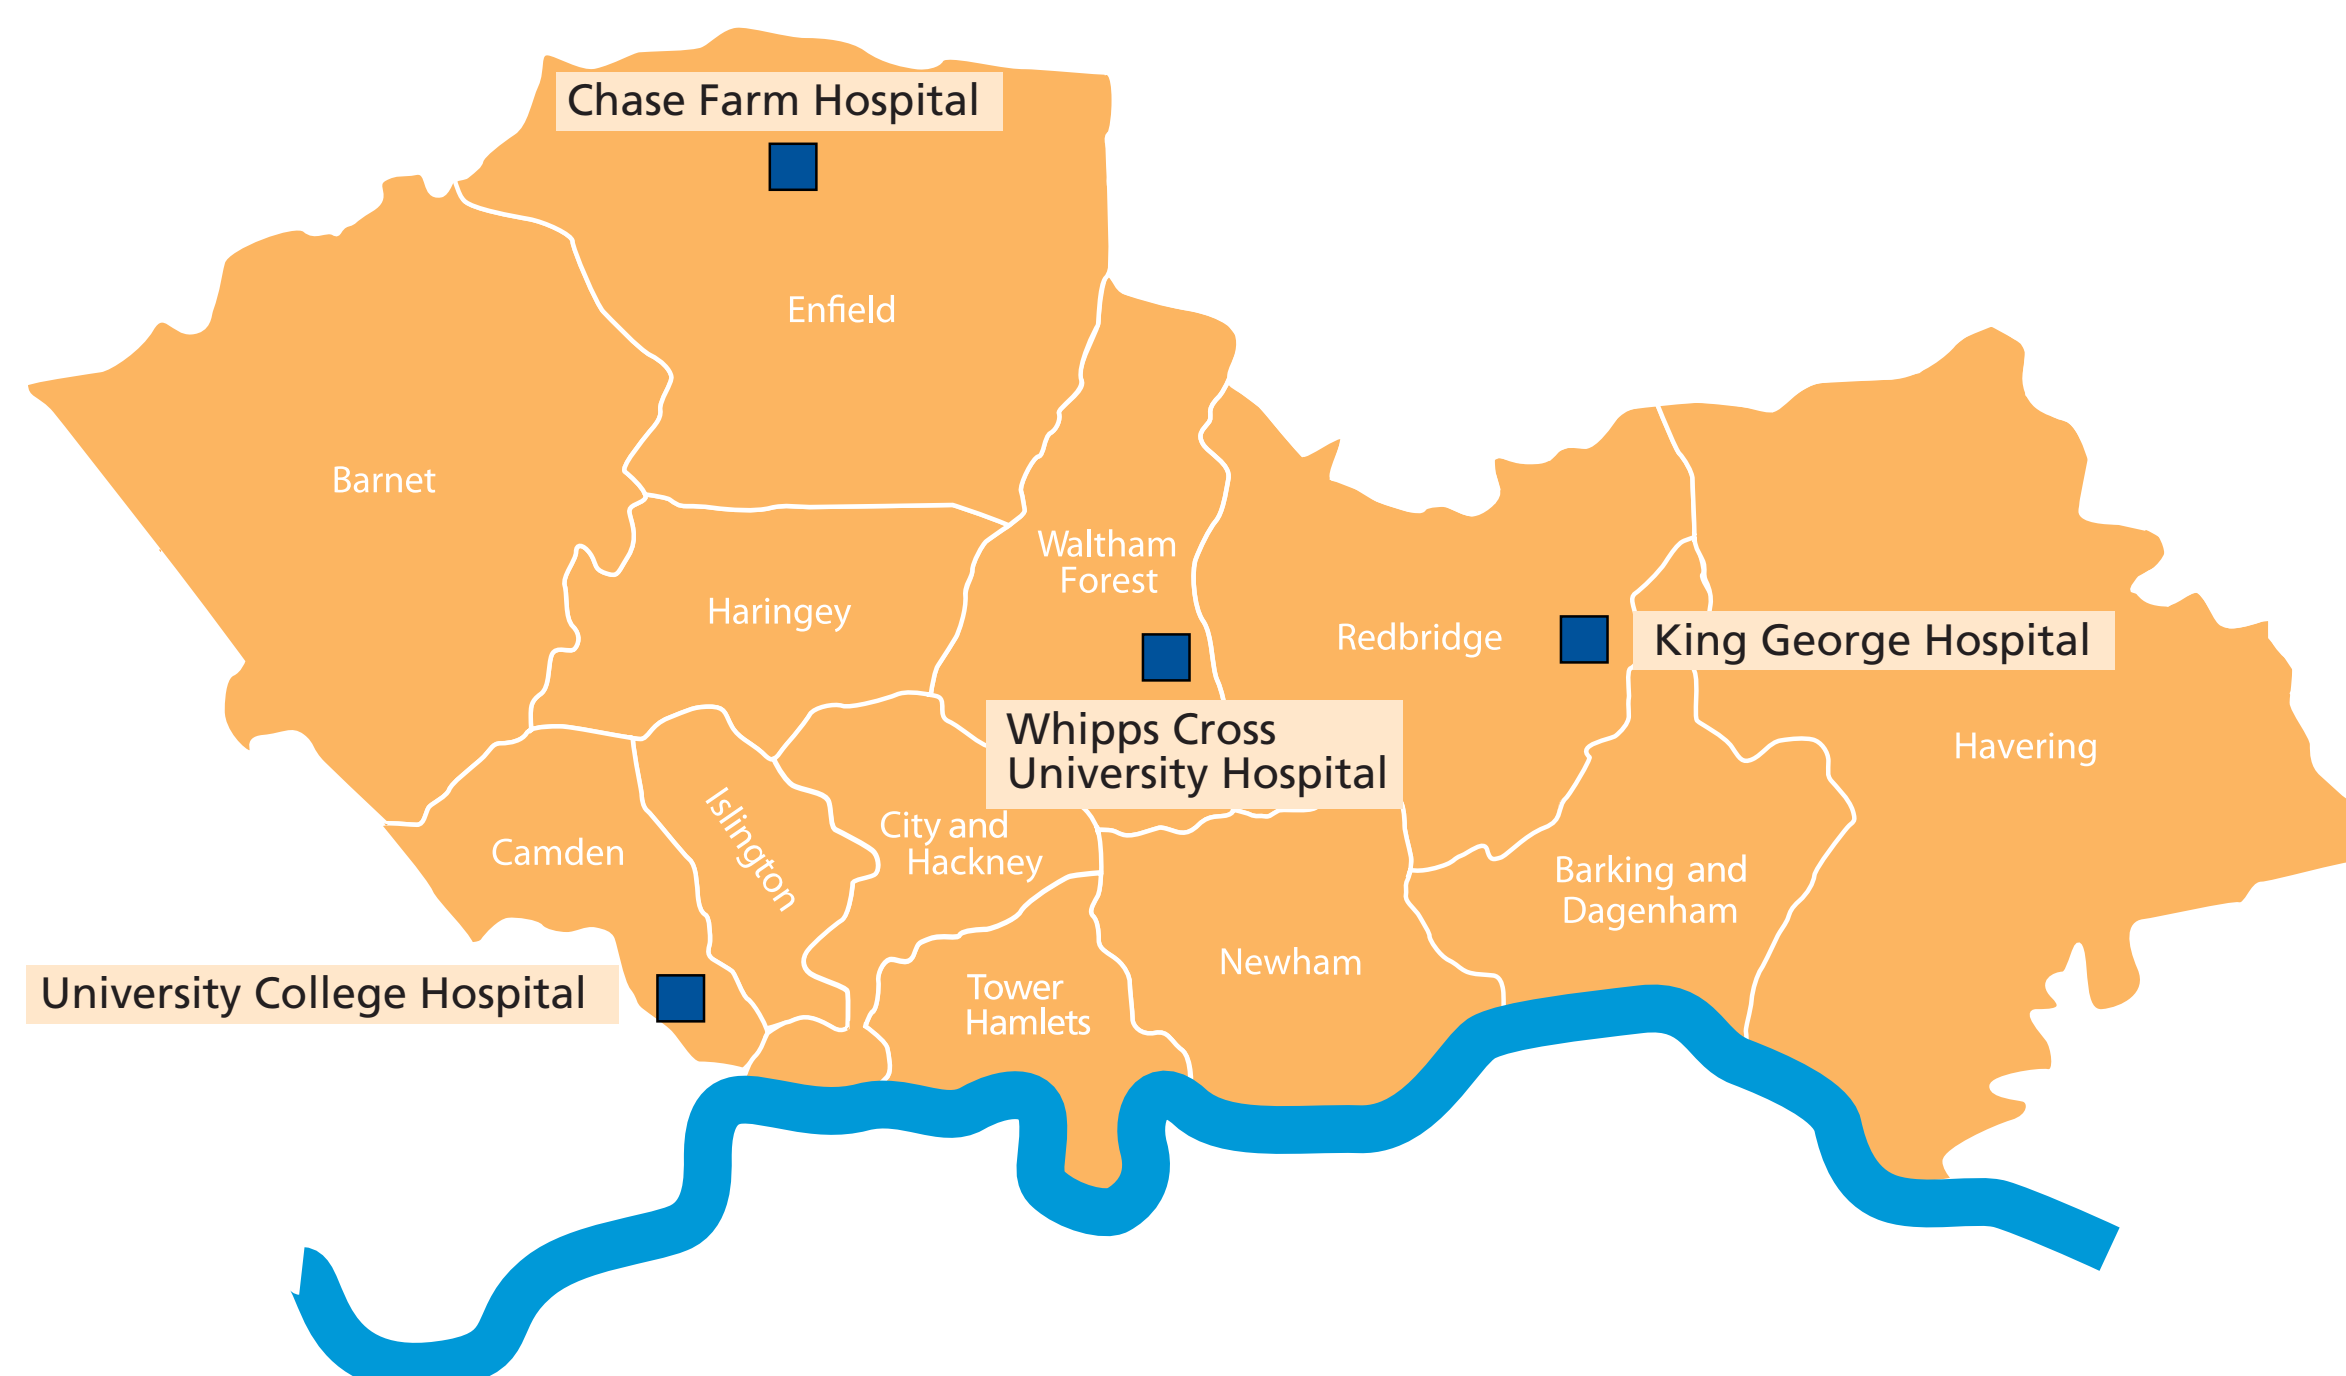 Chase Farm Hospital
Enfield
Barnet
Waltham
Forest
Haringey
Redbridge
King George Hospital
Whipps Cross
University Hospital
Havering
Islington
City and
Hackney
Camden
Barking and
Dagenham
Newham
University College Hospital
Tower
Hamlets